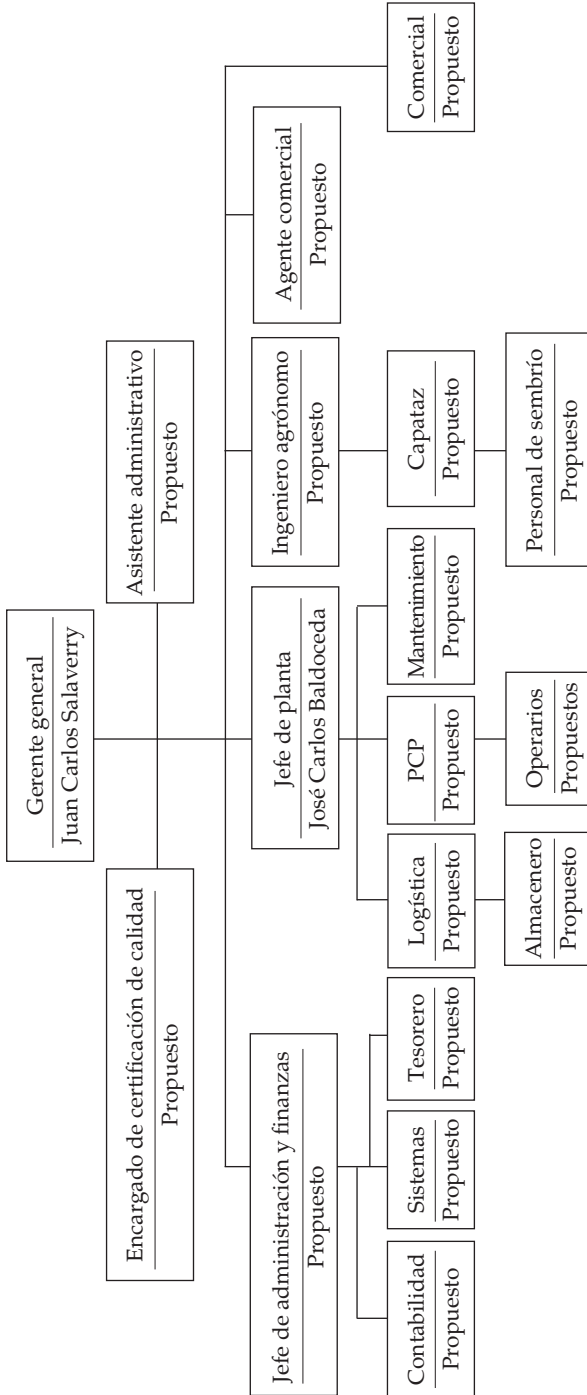 Gerente general
Juan Carlos Salaverry
Encargado de certificación de calidad
Propuesto
Asistente administrativo
Propuesto
Jefe de administración y finanzas
Propuesto
Jefe de planta
José Carlos Baldoceda
Ingeniero agrónomo
Propuesto
Agente comercial
Propuesto
Contabilidad
Propuesto
Sistemas
Propuesto
Tesorero
Propuesto
Logística
Propuesto
PCP
Propuesto
Mantenimiento
Propuesto
Capataz
Propuesto
Comercial
Propuesto
Almacenero
Propuesto
Operarios
Propuestos
Personal de sembrío
Propuesto